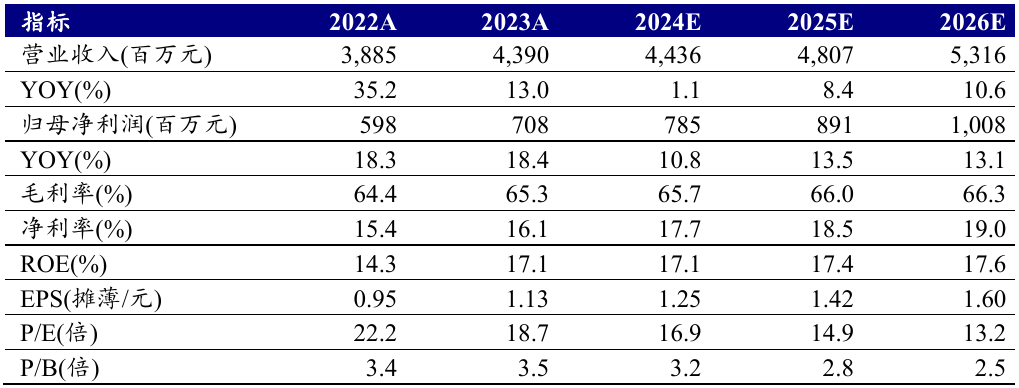 指标 2022A 2023A 2024E 2025E 2026E
营业收入(百万元) 3,885 4,390 4,436 4,807 5,316
YOY(%) 35.2 13.0 1.1 8.4 10.6
归母净利润(百万元) 598 708 785 891 1,008
YOY(%) 18.3 18.4 10.8 13.5 13.1
毛利率(%) 64.4 65.3 65.7 66.0 66.3
净利率(%) 15.4 16.1 17.7 18.5 19.0
ROE(%) 14.3 17.1 17.1 17.4 17.6
EPS(摊薄/元) 0.95 1.13 1.25 1.42 1.60
P/E(倍) 22.2 18.7 16.9 14.9 13.2
P/B(倍) 3.4 3.5 3.2 2.8 2.5